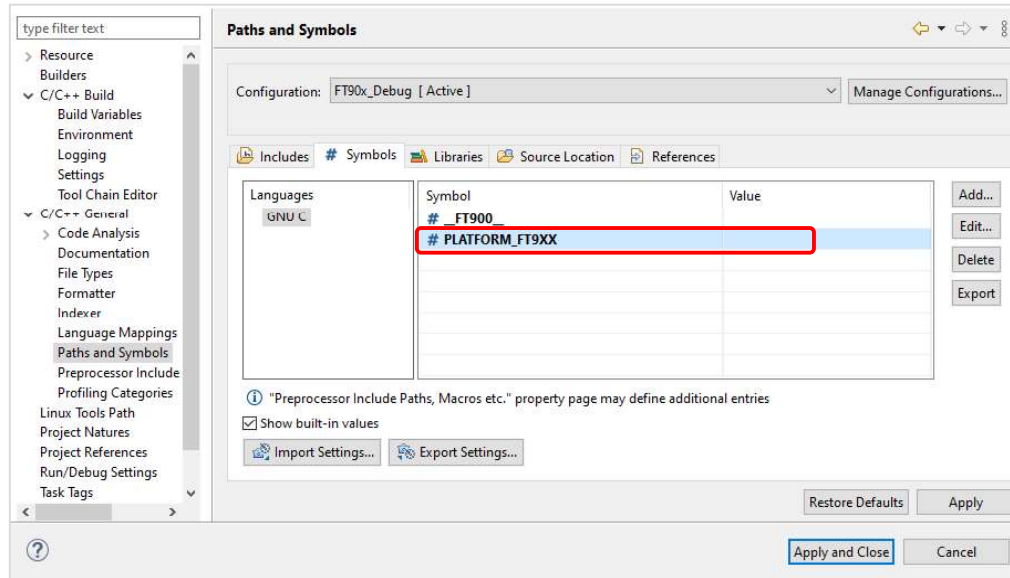 type filter text
Resource
Builders
C/C++ Build
Build Variables
Environment
Logging
Settings
Tool Chain Editor
C/C++ General
Code Analysis
Documentation
File Types
Formatter
Indexer
Language Mappings
Paths and Symbols
Preprocessor Include
Profiling Categories
Linux Tools Path
Project Natures
Project References
Run/Debug Settings
Task Tags
Paths and Symbols
Configuration: FT90x_Debug [ Active ] Manage Configurations...
Includes # Symbols Libraries Source Location References
Languages
GNU C
Symbol Value
# __FT900__
# PLATFORM_FT9XX
Add...
Edit...
Delete
Export
"Preprocessor Include Paths, Macros etc." property page may define additional entries
Show built-in values
Import Settings... Export Settings...
Restore Defaults Apply
? Apply and Close Cancel